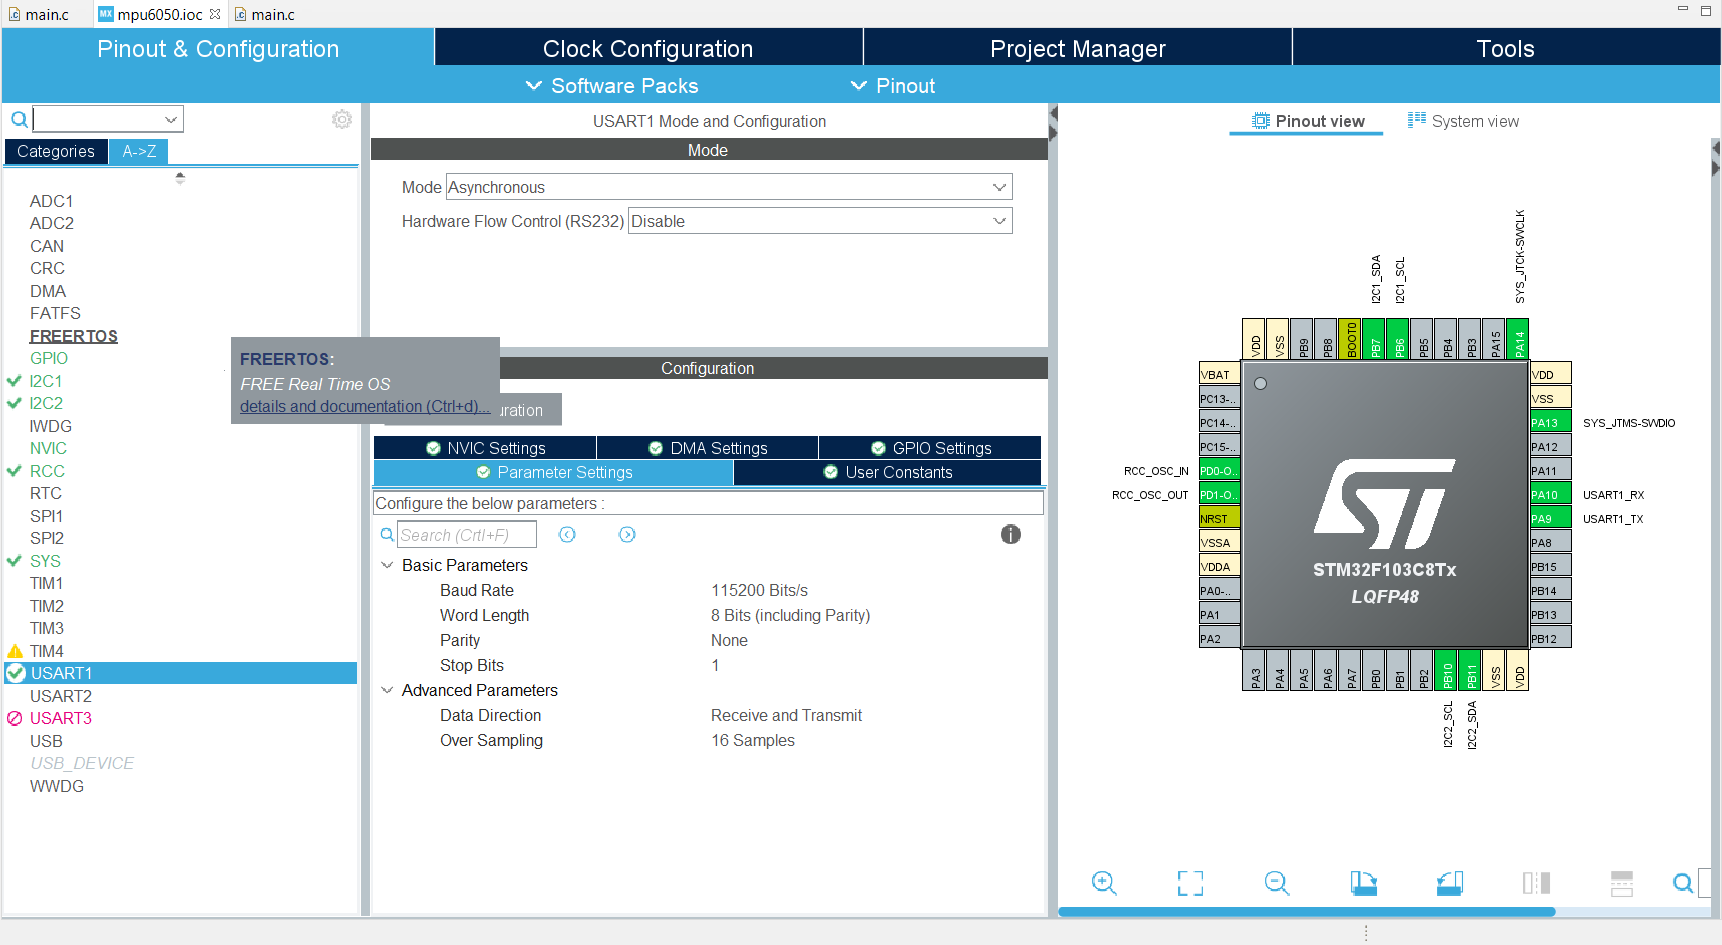 main.c
mpu6050.ioc
main.c
Pinout & Configuration
Clock Configuration
Project Manager
Tools
Software Packs
Pinout
Categories
A->Z
ADC1
ADC2
CAN
CRC
DMA
FATFS
FREERTOS
GPIO
I2C1
I2C2
IWDG
NVIC
RCC
RTC
SPI1
SPI2
SYS
TIM1
TIM2
TIM3
TIM4
USART1
USART2
USART3
USB
USB_DEVICE
WWDG
FREERTOS:
FREE Real Time OS
details and documentation (Ctrl+d)...
USART1 Mode and Configuration
Mode
Mode Asynchronous
Hardware Flow Control (RS232) Disable
Configuration
NVIC Settings
DMA Settings
GPIO Settings
Parameter Settings
User Constants
Configure the below parameters :
Search (Crtl+F)
Basic Parameters
Baud Rate 115200 Bits/s
Word Length 8 Bits (including Parity)
Parity None
Stop Bits 1
Advanced Parameters
Data Direction Receive and Transmit
Over Sampling 16 Samples
Pinout view
System view
I2C1_SDA
I2C1_SCL
SYS_JTCK-SWCLK
VDD
VSS
PB9
PB8
BOOT0
PB7
PB6
PB5
PB4
PB3
PA15
PA14
VBAT
PC13-..
PC14-..
PC15-..
RCC_OSC_IN PD0-O..
RCC_OSC_OUT PD1-O..
NRST
VSSA
VDDA
PA0-..
PA1
PA2
VDD
VSS
PA13 SYS_JTMS-SWDIO
PA12
PA11
PA10 USART1_RX
PA9 USART1_TX
PA8
PB15
PB14
PB13
PB12
STM32F103C8Tx
LQFP48
PA3
PA4
PA5
PA6
PA7
PB0
PB1
PB2
PB10
PB11
VSS
VDD
I2C2_SCL
I2C2_SDA